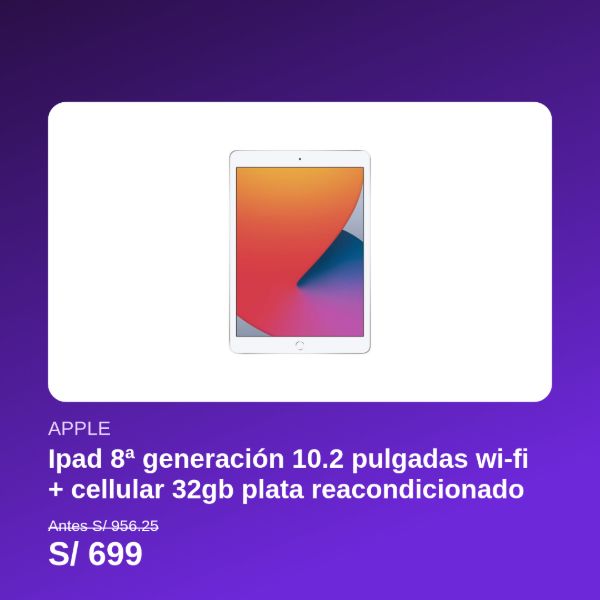 APPLE
Ipad 8ª generación 10.2 pulgadas wi-fi
+ cellular 32gb plata reacondicionado
Antes S/ 956.25
S/ 699